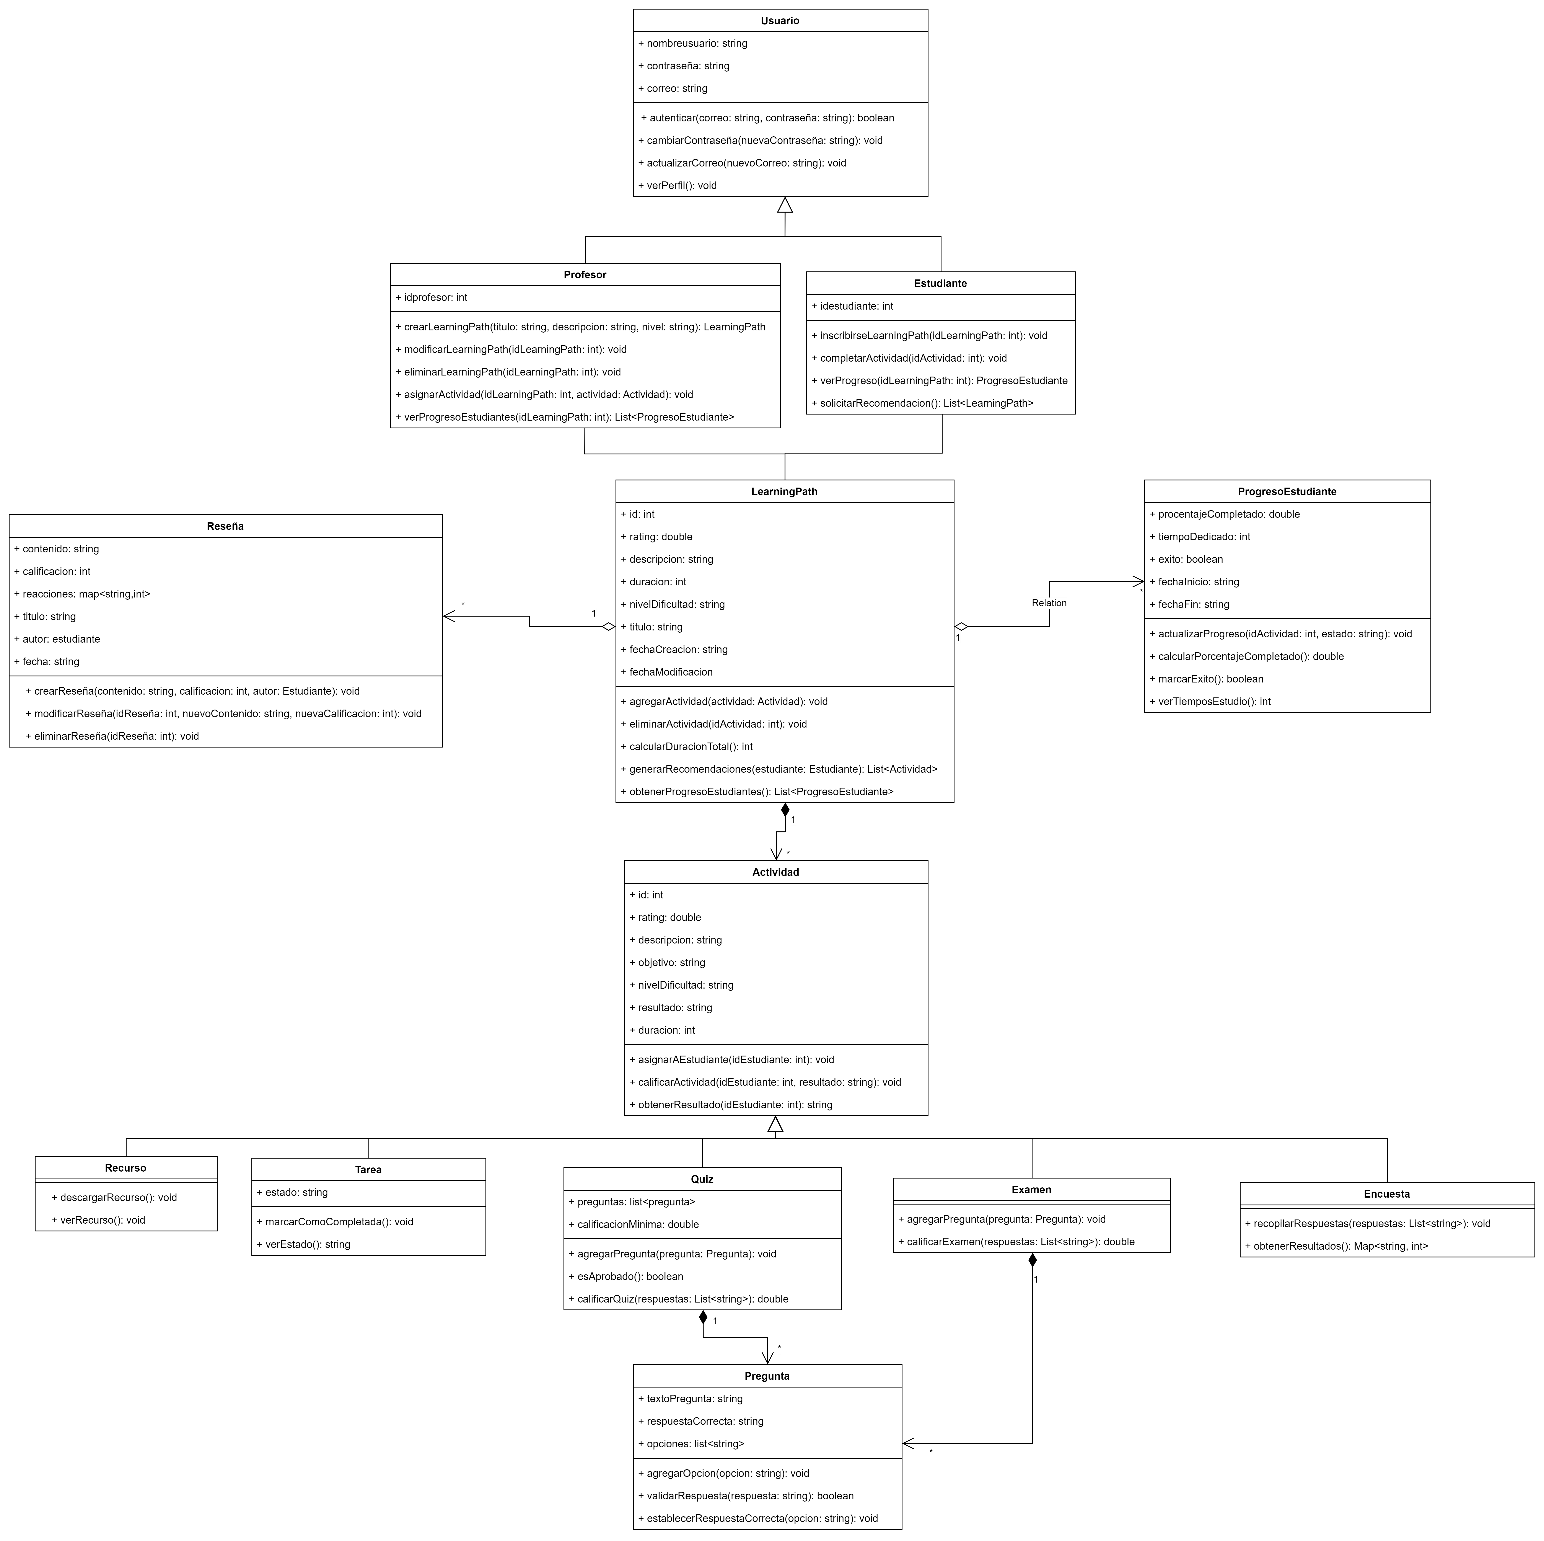 Usuario
+ nombreusuario: string
+ contraseña: string
+ correo: string
+ autenticar(correo: string, contraseña: string): boolean
+ cambiarContraseña(nuevaContraseña: string): void
+ actualizarCorreo(nuevoCorreo: string): void
+ verPerfil(): void
Profesor
+ idprofesor: int
+ crearLearningPath(titulo: string, descripcion: string, nivel: string): LearningPath
+ modificarLearningPath(idLearningPath: int): void
+ eliminarLearningPath(idLearningPath: int): void
+ asignarActividad(idLearningPath: int, actividad: Actividad): void
+ verProgresoEstudiantes(idLearningPath: int): List<ProgresoEstudiante>
Estudiante
+ idestudiante: int
+ inscribirseLearningPath(idLearningPath: int): void
+ completarActividad(idActividad: int): void
+ verProgreso(idLearningPath: int): ProgresoEstudiante
+ solicitarRecomendacion(): List<LearningPath>
Reseña
+ contenido: string
+ calificacion: int
+ reacciones: map<string,int>
+ titulo: string
+ autor: estudiante
+ fecha: string
+ crearReseña(contenido: string, calificacion: int, autor: Estudiante): void
+ modificarReseña(idReseña: int, nuevoContenido: string, nuevaCalificacion: int): void
+ eliminarReseña(idReseña: int): void
*
1
LearningPath
+ id: int
+ rating: double
+ descripcion: string
+ duracion: int
+ nivelDificultad: string
+ titulo: string
+ fechaCreacion: string
+ fechaModificacion
+ agregarActividad(actividad: Actividad): void
+ eliminarActividad(idActividad: int): void
+ calcularDuracionTotal(): int
+ generarRecomendaciones(estudiante: Estudiante): List<Actividad>
+ obtenerProgresoEstudiantes(): List<ProgresoEstudiante>
Relation
1
*
ProgresoEstudiante
+ procentajeCompletado: double
+ tiempoDedicado: int
+ exito: boolean
+ fechaInicio: string
+ fechaFin: string
+ actualizarProgreso(idActividad: int, estado: string): void
+ calcularPorcentajeCompletado(): double
+ marcarExito(): boolean
+ verTiemposEstudio(): int
1
*
Actividad
+ id: int
+ rating: double
+ descripcion: string
+ objetivo: string
+ nivelDificultad: string
+ resultado: string
+ duracion: int
+ asignarAEstudiante(idEstudiante: int): void
+ calificarActividad(idEstudiante: int, resultado: string): void
+ obtenerResultado(idEstudiante: int): string
Recurso
+ descargarRecurso(): void
+ verRecurso(): void
Tarea
+ estado: string
+ marcarComoCompletada(): void
+ verEstado(): string
Quiz
+ preguntas: list<pregunta>
+ calificacionMinima: double
+ agregarPregunta(pregunta: Pregunta): void
+ esAprobado(): boolean
+ calificarQuiz(respuestas: List<string>): double
Examen
+ agregarPregunta(pregunta: Pregunta): void
+ calificarExamen(respuestas: List<string>): double
Encuesta
+ recopilarRespuestas(respuestas: List<string>): void
+ obtenerResultados(): Map<string, int>
1
*
1
*
Pregunta
+ textoPregunta: string
+ respuestaCorrecta: string
+ opciones: list<string>
+ agregarOpcion(opcion: string): void
+ validarRespuesta(respuesta: string): boolean
+ establecerRespuestaCorrecta(opcion: string): void